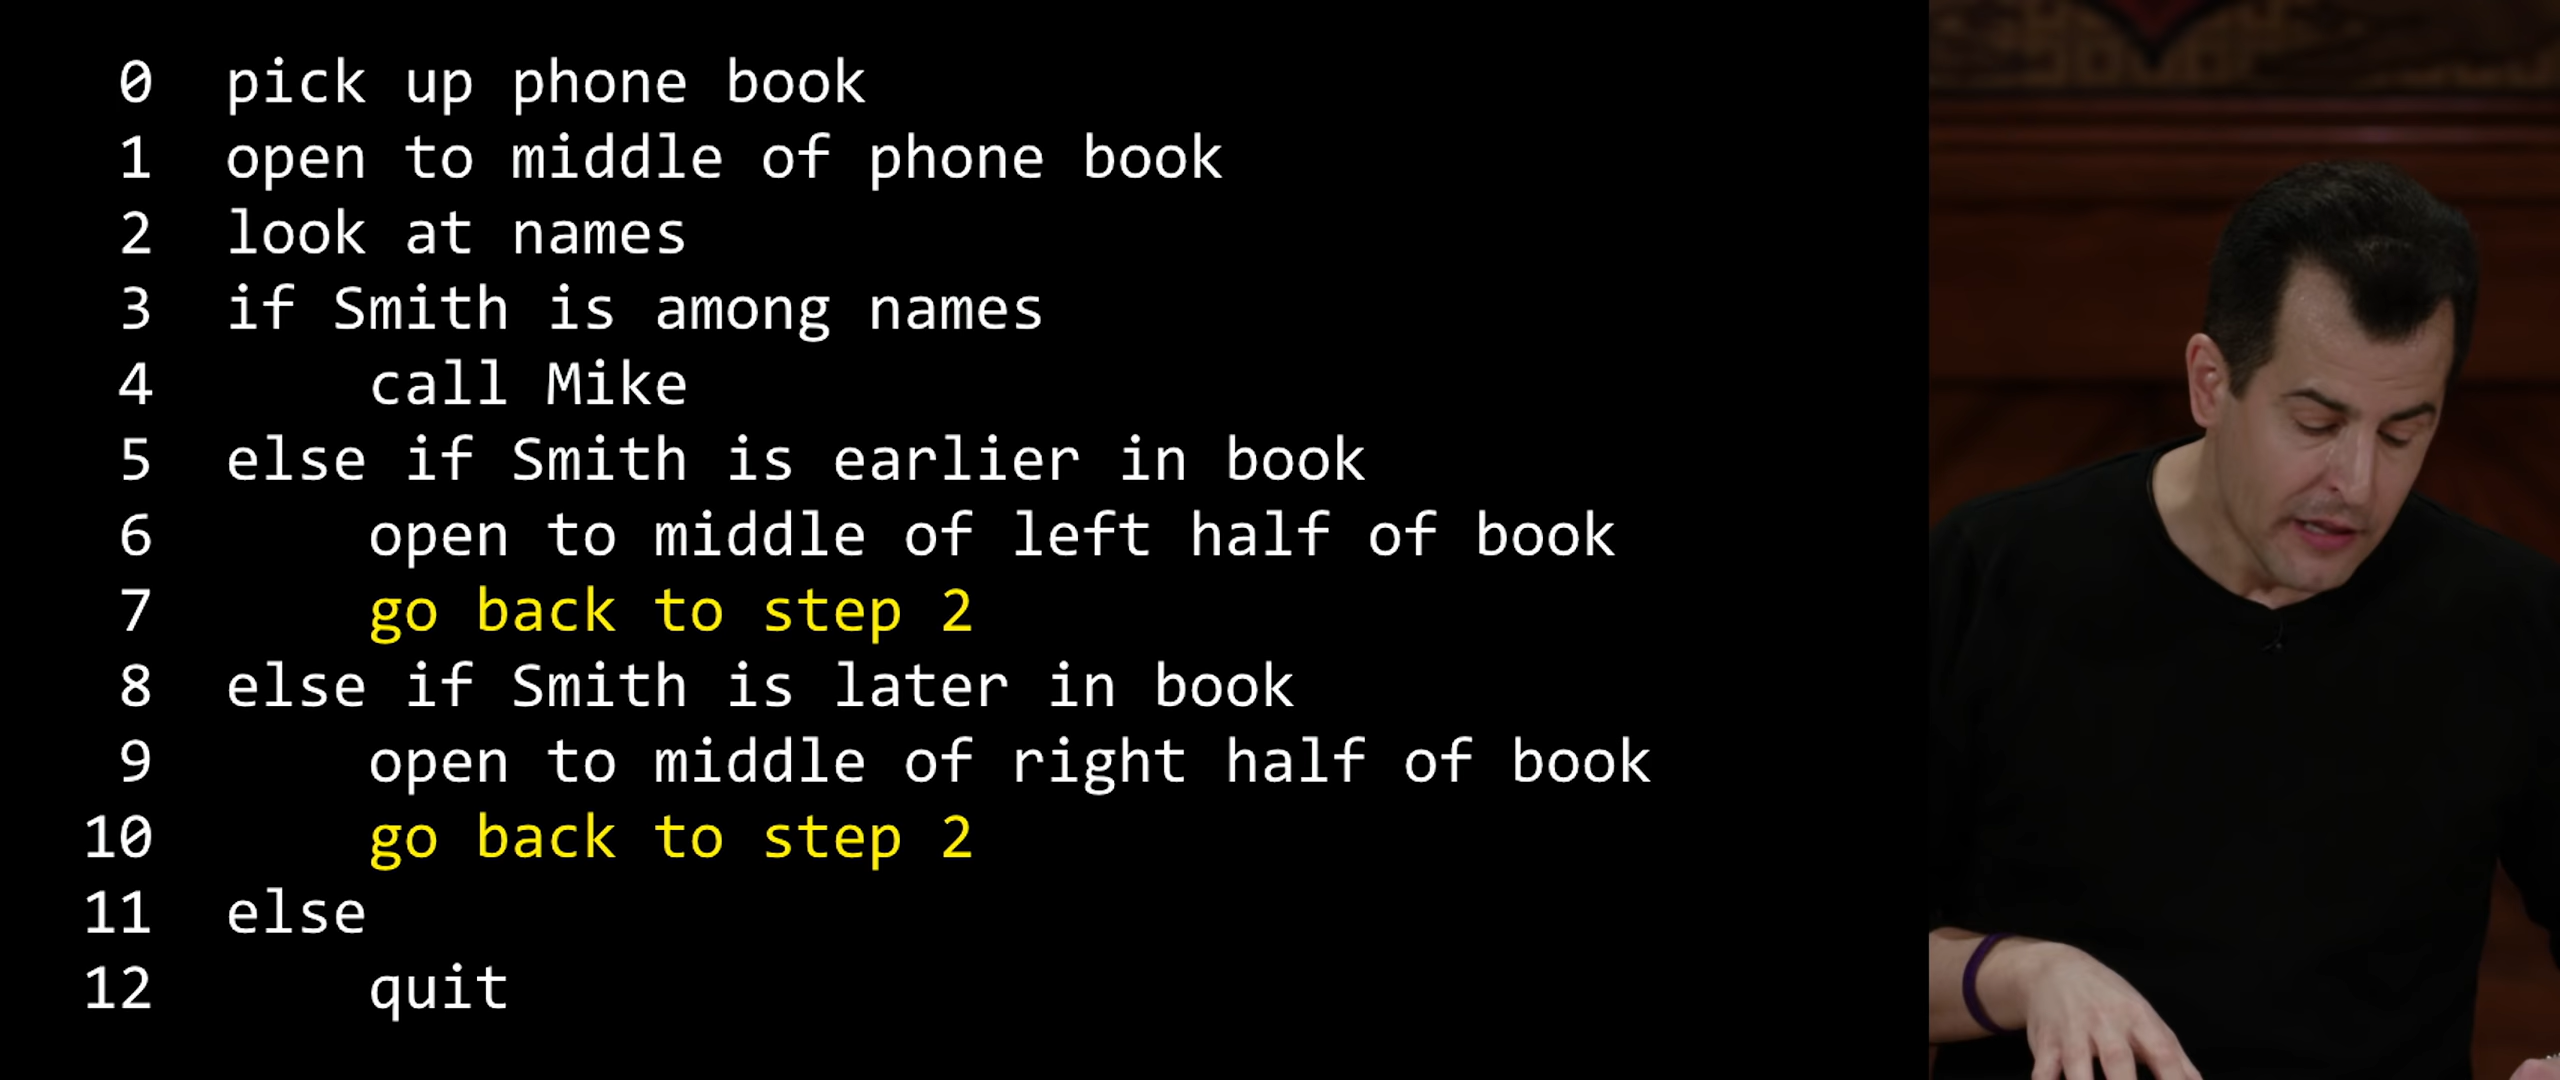 0 pick up phone book
1 open to middle of phone book
2 look at names
3 if Smith is among names
4     call Mike
5 else if Smith is earlier in book
6     open to middle of left half of book
7     go back to step 2
8 else if Smith is later in book
9     open to middle of right half of book
10     go back to step 2
11 else
12     quit